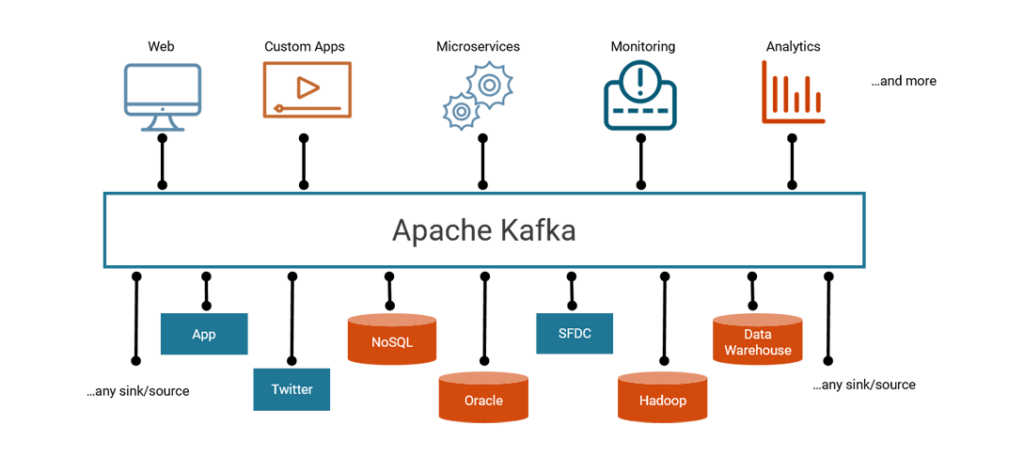 Web
Custom Apps
Microservices
Monitoring
Analytics
...and more
Apache Kafka
App
NoSQL
SFDC
Data
Warehouse
...any sink/source
Twitter
Oracle
Hadoop
...any sink/source